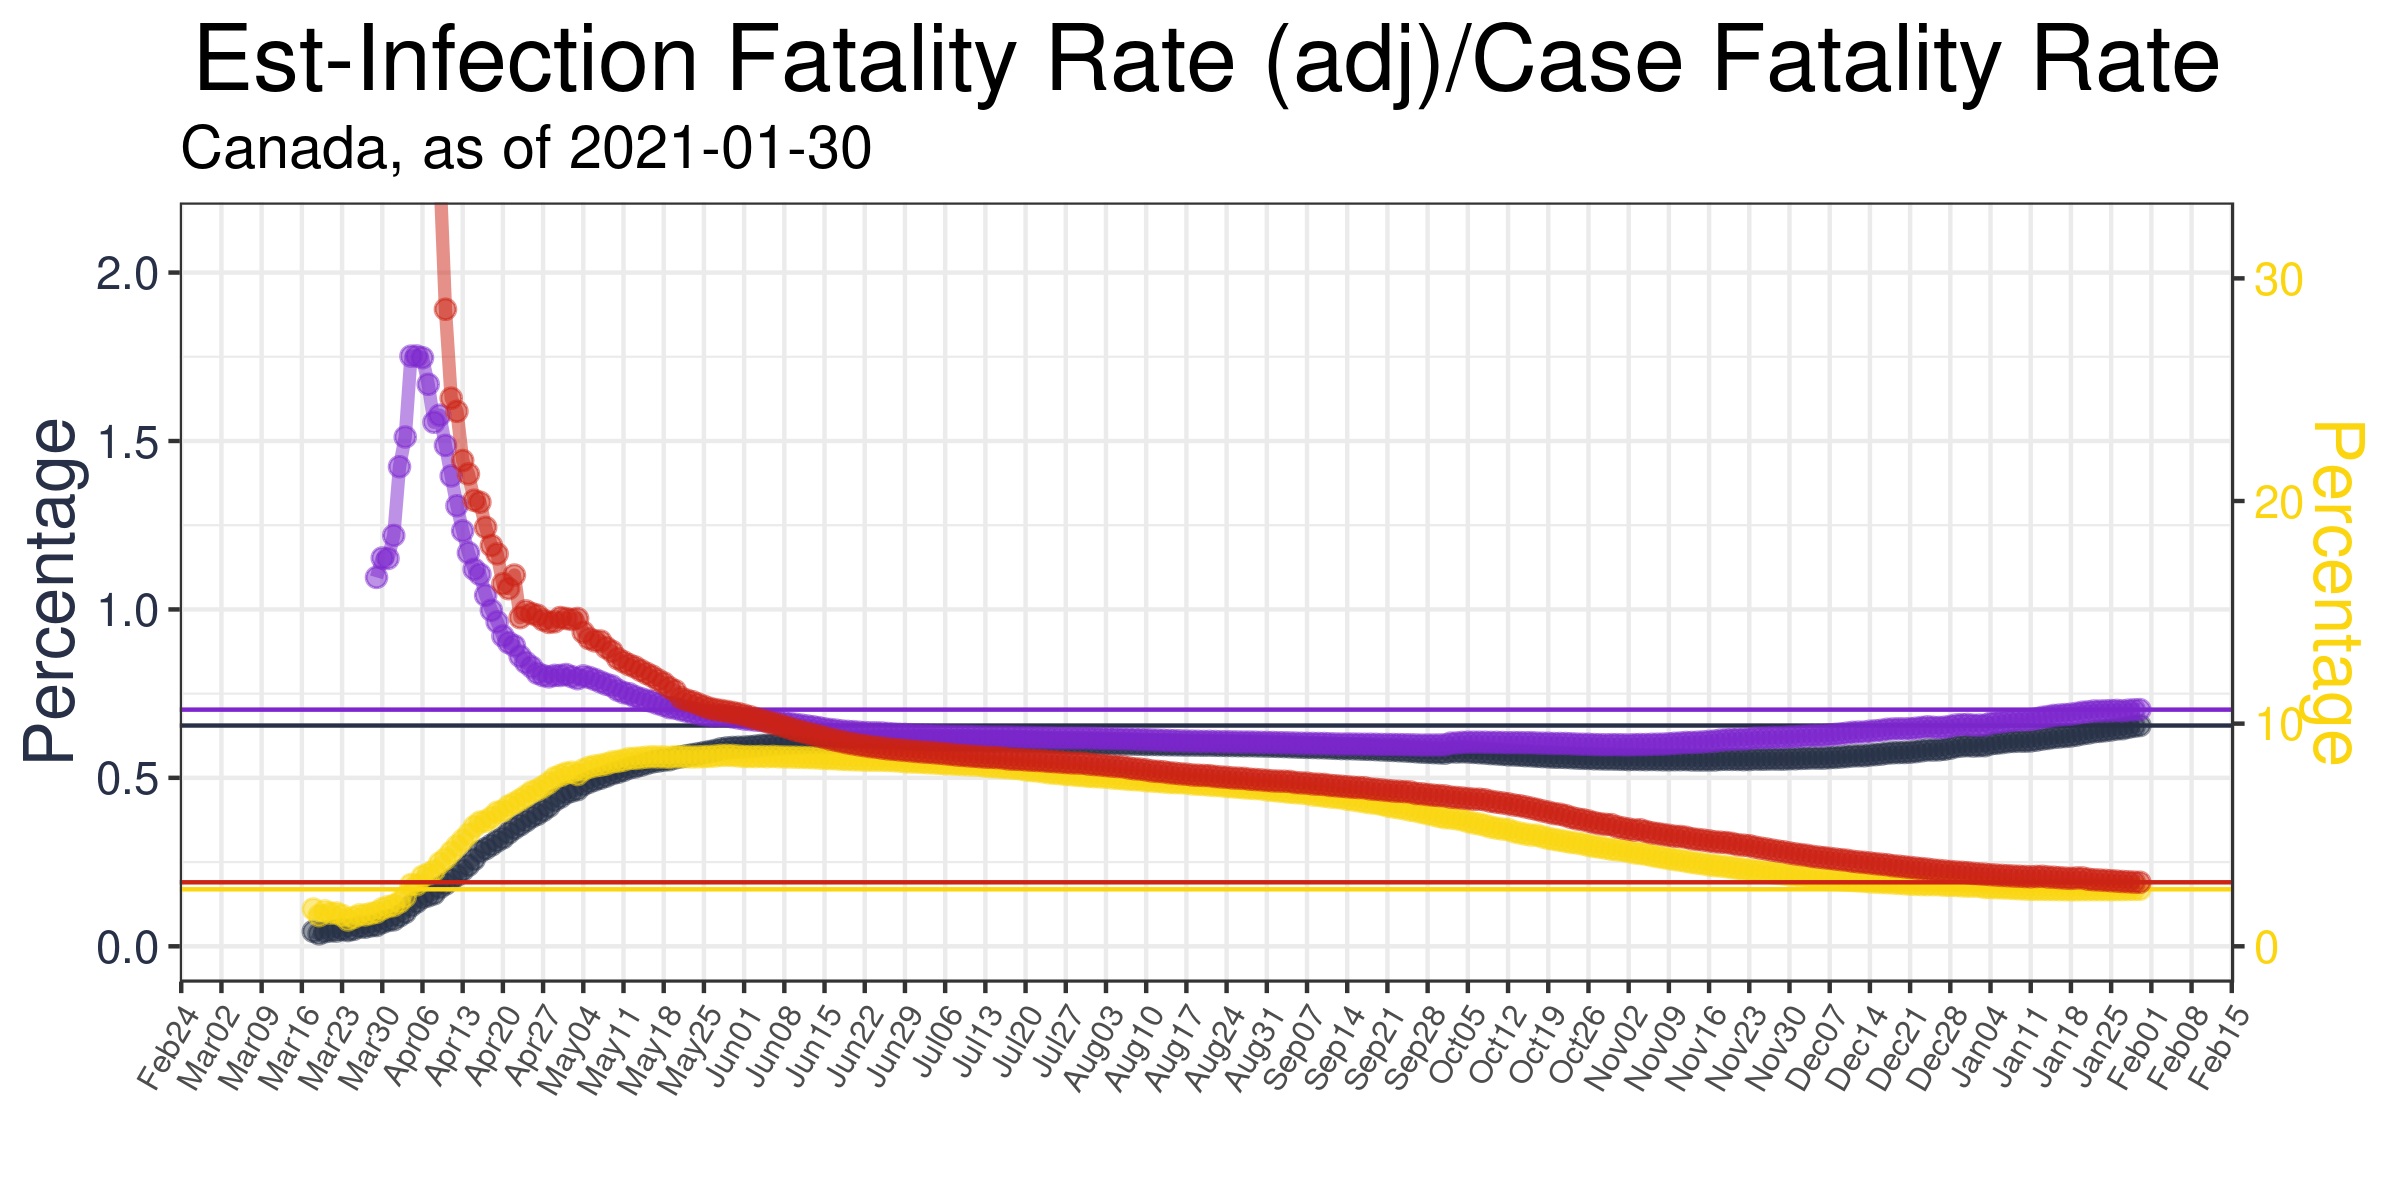 Est-Infection Fatality Rate (adj)/Case Fatality Rate
Canada, as of 2021-01-30
Percentage
2.0
1.5
1.0
0.5
0.0
30
20
10
0
Percentage
Feb24
Mar02
Mar09
Mar16
Mar23
Mar30
Apr06
Apr13
Apr20
Apr27
May04
May11
May18
May25
Jun01
Jun08
Jun15
Jun22
Jun29
Jul06
Jul13
Jul20
Jul27
Aug03
Aug10
Aug17
Aug24
Aug31
Sep07
Sep14
Sep21
Sep28
Oct05
Oct12
Oct19
Oct26
Nov02
Nov09
Nov16
Nov23
Nov30
Dec07
Dec14
Dec21
Dec28
Jan04
Jan11
Jan18
Jan25
Feb01
Feb08
Feb15